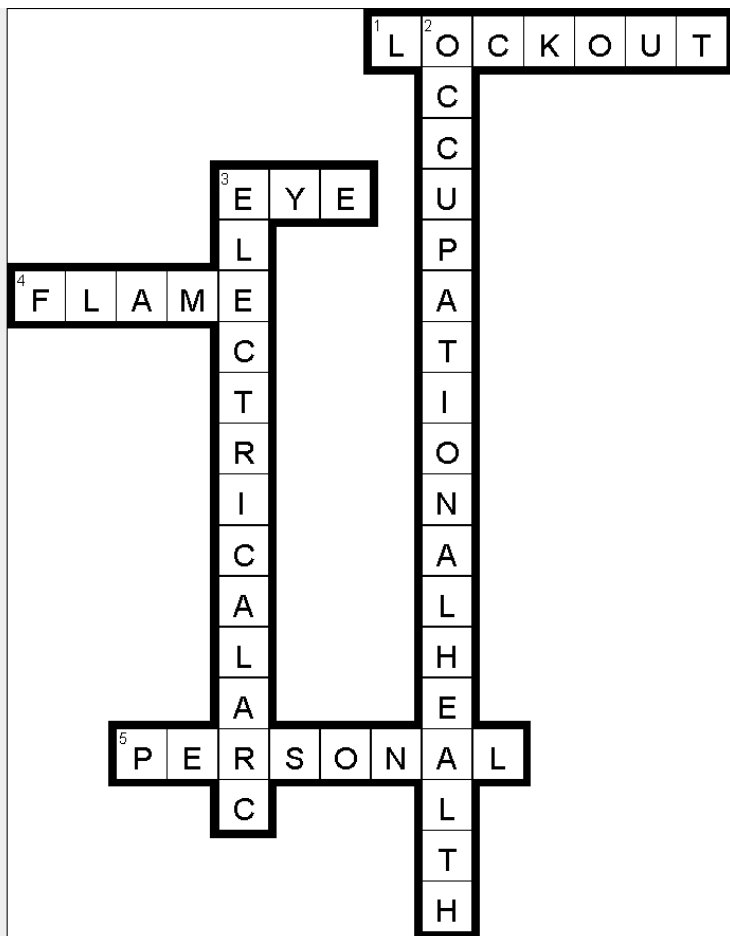 1 L 2 O C K O U T
C
C
3 E Y E U
L P
4 F L A M E A
C T
T I
R O
I N
C A
A L
L H
A E
5 P E R S O N A L
C L
T
H